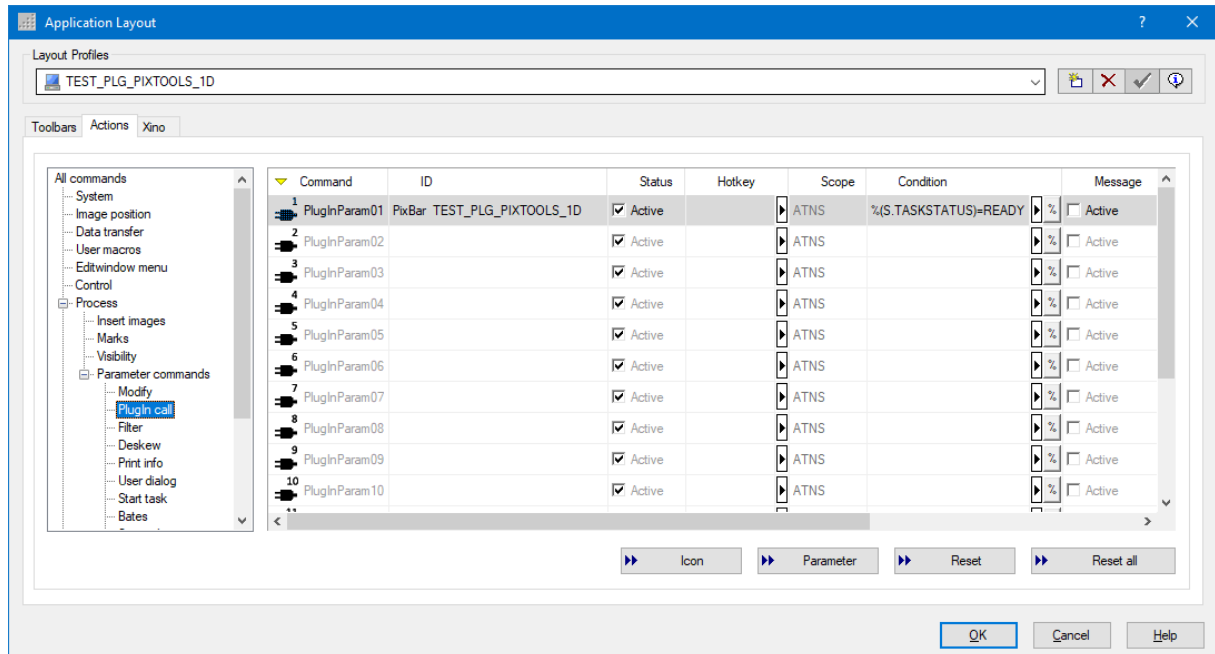 Application Layout
Layout Profiles
TEST_PLG_PIXTOOLS_1D
Toolbars Actions Xino
All commands
System
Image position
Data transfer
User macros
Editwindow menu
Control
Process
Insert images
Marks
Visibility
Parameter commands
Modify
PlugIn call
Filter
Deskew
Print info
User dialog
Start task
Bates
Command ID Status Hotkey Scope Condition Message
1 PlugInParam01 PixBar TEST_PLG_PIXTOOLS_1D Active ATNS %(S.TASKSTATUS)=READY % Active
2 PlugInParam02 Active ATNS % Active
3 PlugInParam03 Active ATNS % Active
4 PlugInParam04 Active ATNS % Active
5 PlugInParam05 Active ATNS % Active
6 PlugInParam06 Active ATNS % Active
7 PlugInParam07 Active ATNS % Active
8 PlugInParam08 Active ATNS % Active
9 PlugInParam09 Active ATNS % Active
10 PlugInParam10 Active ATNS % Active
Icon Parameter Reset Reset all
OK Cancel Help